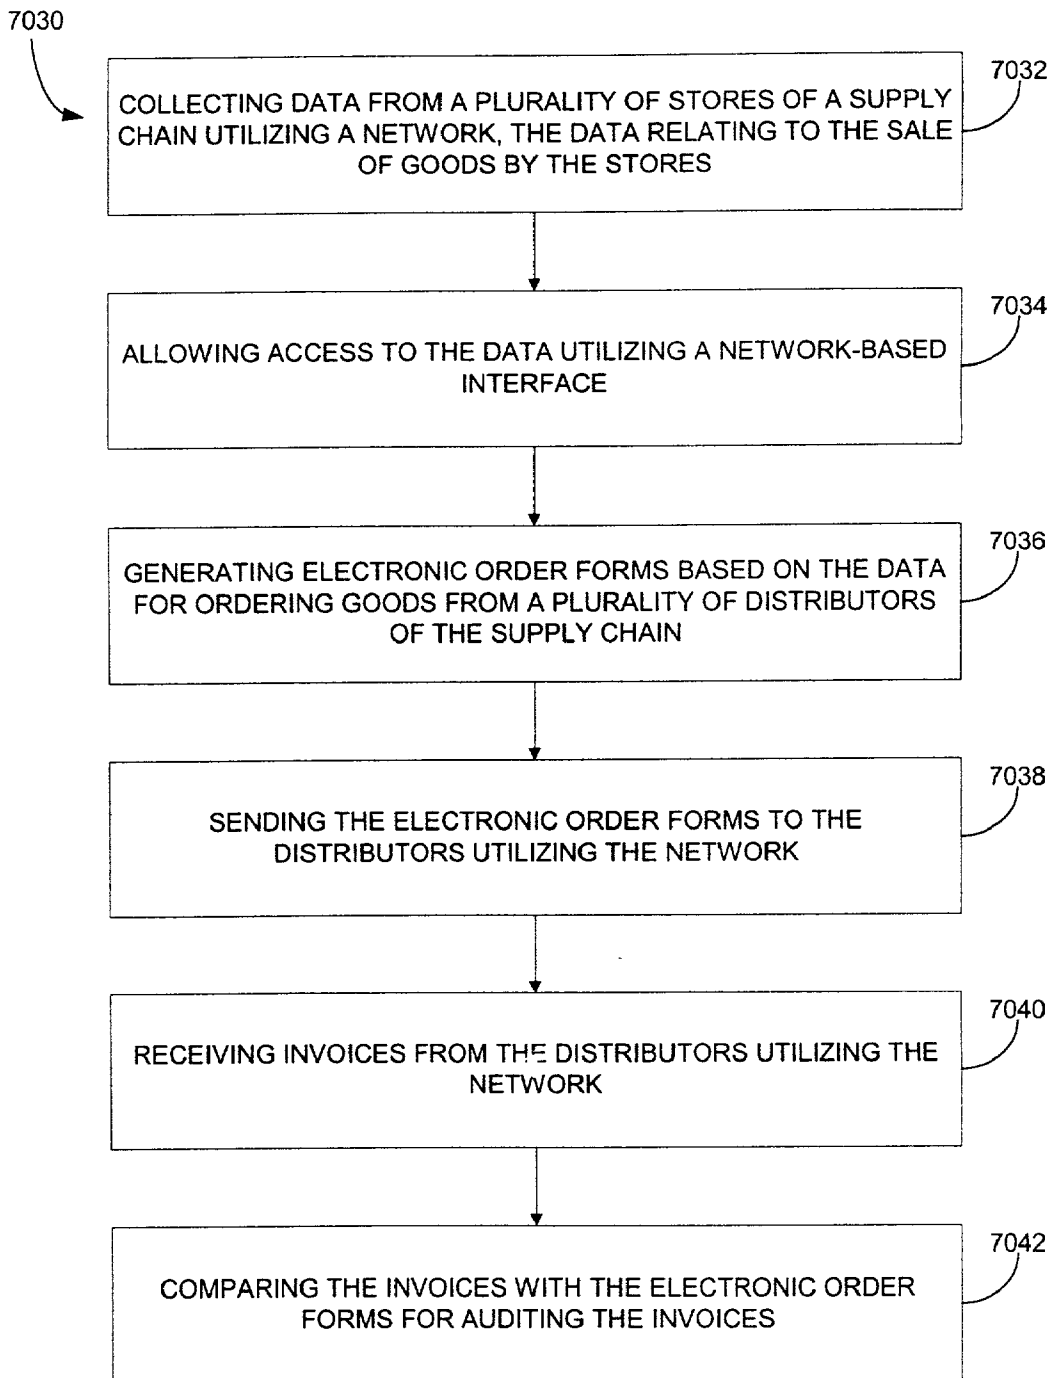 7030
7032
COLLECTING DATA FROM A PLURALITY OF STORES OF A SUPPLY
CHAIN UTILIZING A NETWORK, THE DATA RELATING TO THE SALE
OF GOODS BY THE STORES
7034
ALLOWING ACCESS TO THE DATA UTILIZING A NETWORK-BASED
INTERFACE
7036
GENERATING ELECTRONIC ORDER FORMS BASED ON THE DATA
FOR ORDERING GOODS FROM A PLURALITY OF DISTRIBUTORS
OF THE SUPPLY CHAIN
7038
SENDING THE ELECTRONIC ORDER FORMS TO THE
DISTRIBUTORS UTILIZING THE NETWORK
7040
RECEIVING INVOICES FROM THE DISTRIBUTORS UTILIZING THE
NETWORK
7042
COMPARING THE INVOICES WITH THE ELECTRONIC ORDER
FORMS FOR AUDITING THE INVOICES